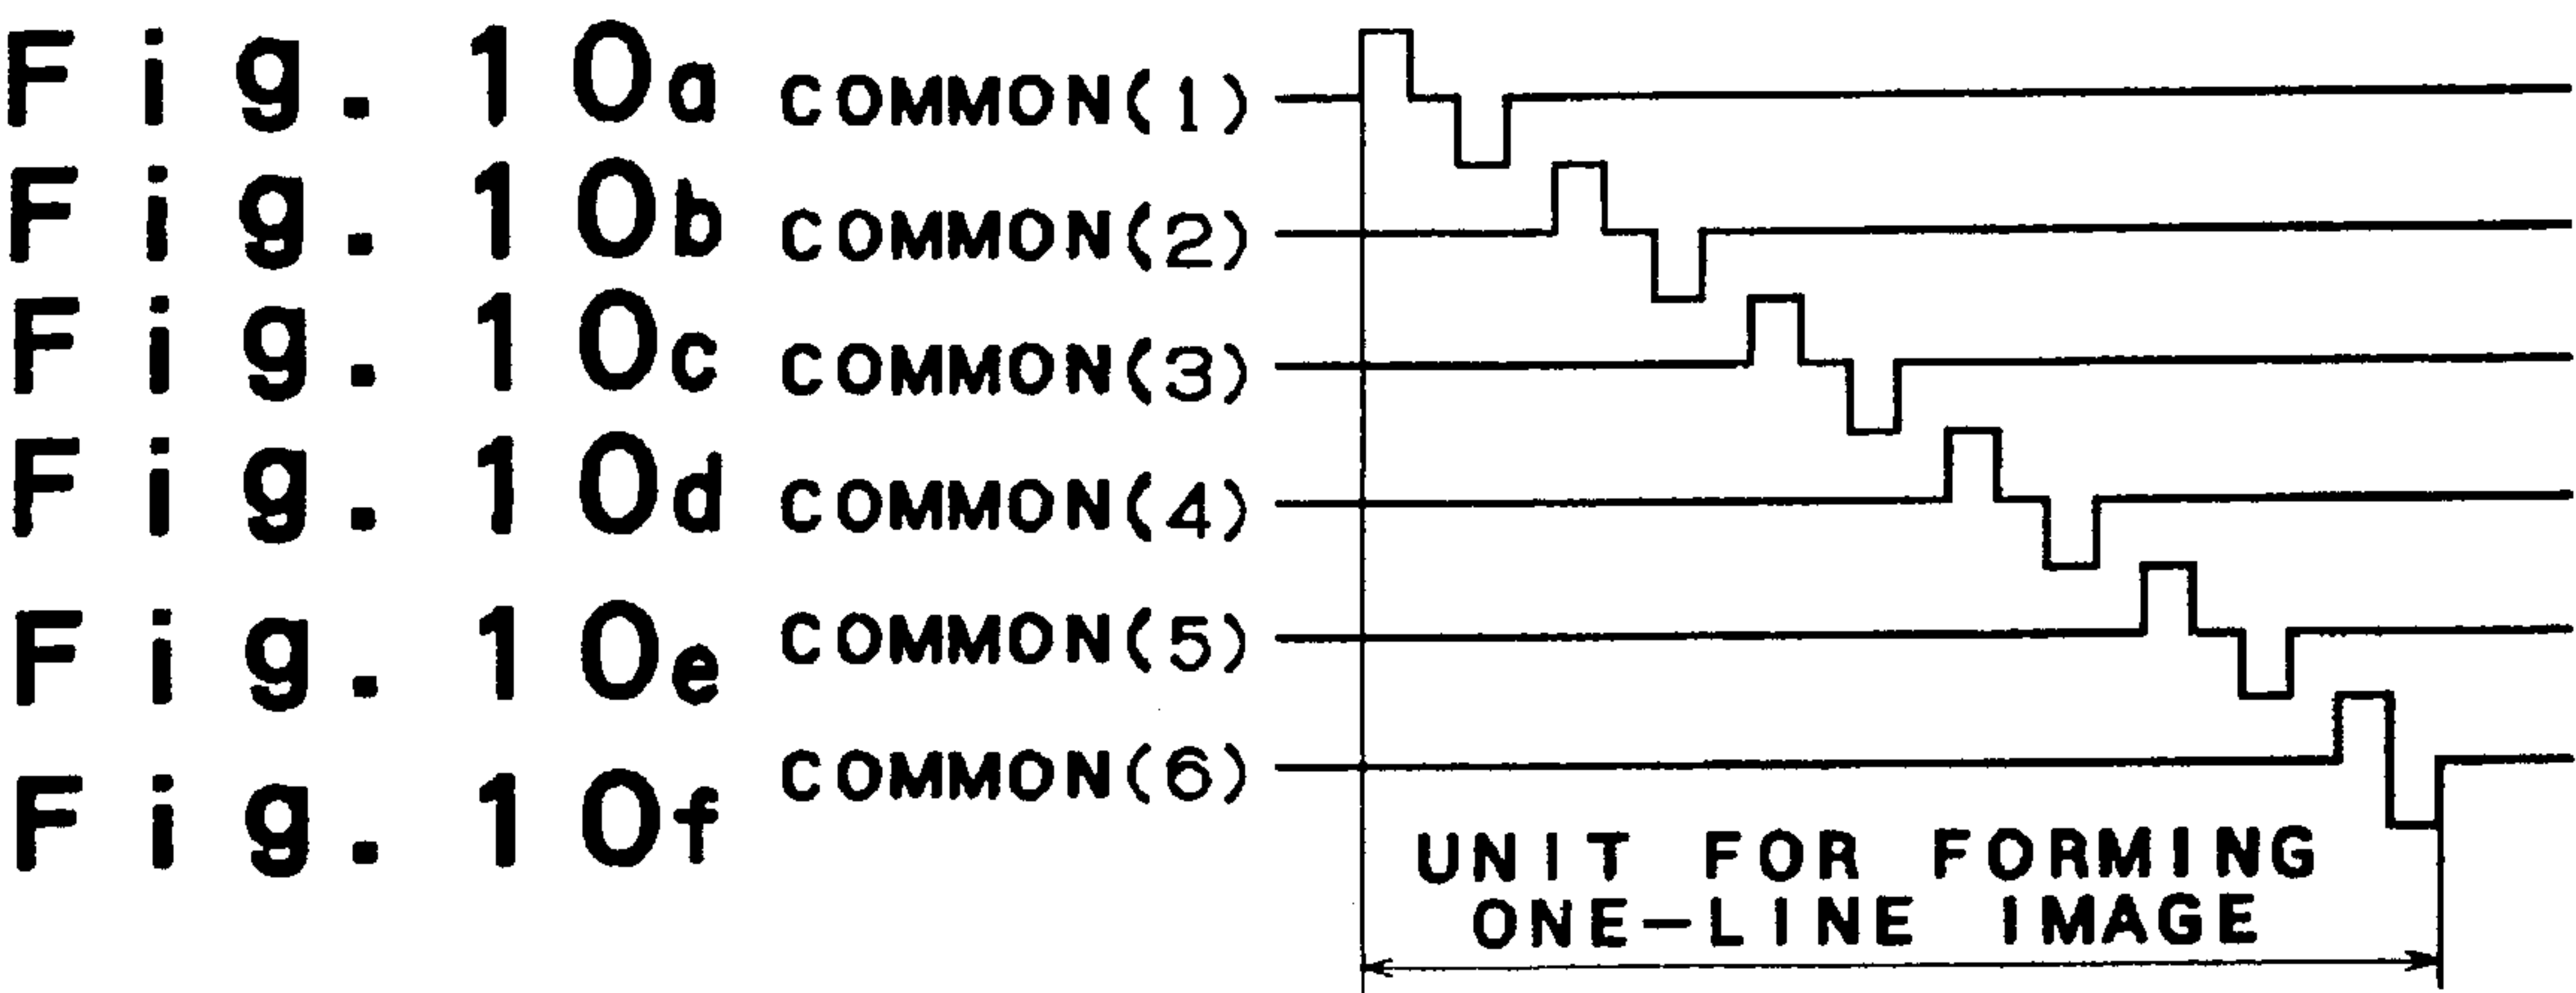 Fig. 10a COMMON(1)
Fig. 10b COMMON(2)
Fig. 10c COMMON(3)
Fig. 10d COMMON(4)
Fig. 10e COMMON(5)
Fig. 10f COMMON(6)
UNIT FOR FORMING
ONE-LINE IMAGE